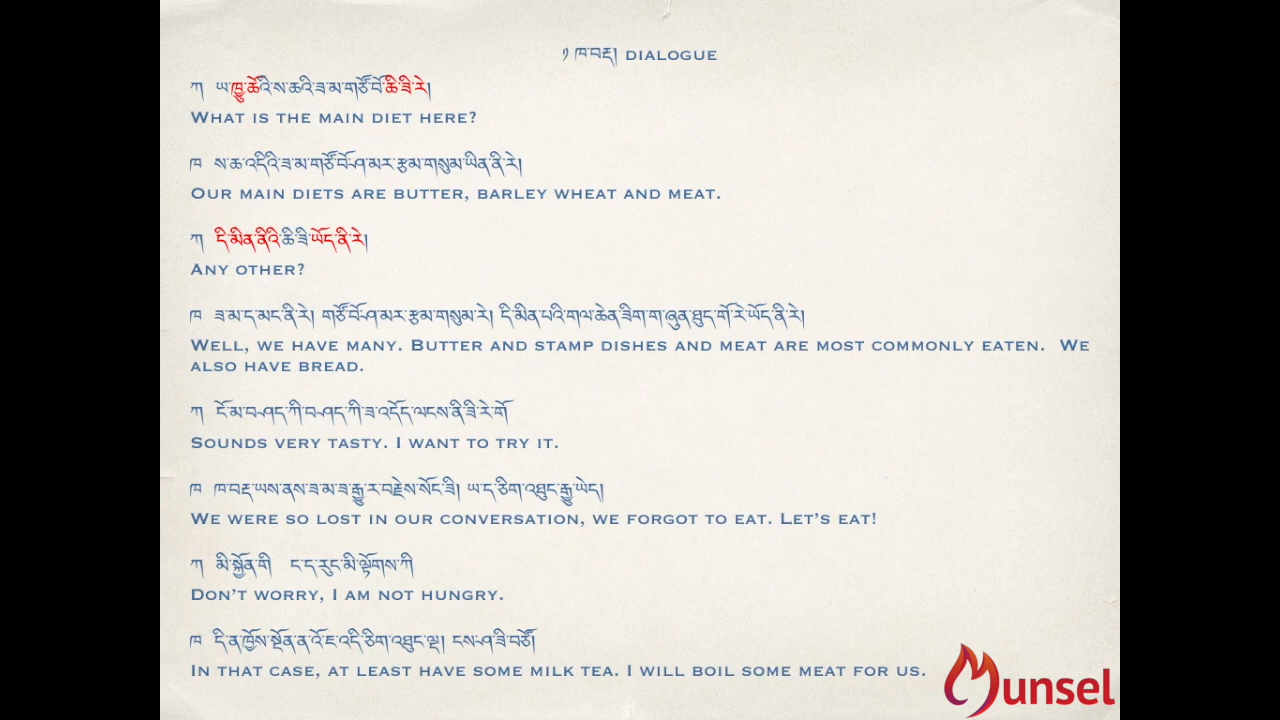 ༡ ཁ་བརྡ། DIALOGUE
ཀ ཡ་ཁྱུ་ཚོའི་ས་ཆའི་ཟ་མ་གཙོ་བོ་ཆི་ཟི་རེ།
WHAT IS THE MAIN DIET HERE?
ཁ ས་ཆ་འདིའི་ཟ་མ་གཙོ་བོ་ཤ་མར་རྩམ་གསུམ་ཡིན་ནི་རེ།
OUR MAIN DIETS ARE BUTTER, BARLEY WHEAT AND MEAT.
ཀ དི་མིན་ནིའི་ཆི་ཟི་ཡོད་ནི་རེ།
ANY OTHER?
ཁ ཟ་མ་ད་མང་ནི་རེ། གཙོ་བོ་ཤ་མར་རྩམ་གསུམ་རེ། དི་མིན་པའི་གལ་ཆེན་ཟིག་ག་ཞུན་ཐུད་གོ་རེ་ཡོད་ནི་རེ།
WELL, WE HAVE MANY. BUTTER AND STAMP DISHES AND MEAT ARE MOST COMMONLY EATEN. WE
ALSO HAVE BREAD.
ཀ ངོ་མ་བ་ཤད་ཀི་བ་ཤད་ཀི་ཟ་འདོད་ལངས་ནི་ཟི་རེ་གོ
SOUNDS VERY TASTY. I WANT TO TRY IT.
ཁ ཁ་བརྡ་ཡས་ནས་ཟ་མ་ཟ་རྒྱུ་ར་བརྗེས་སོང་ཟི། ཡ་ད་ཅིག་འཐུང་རྒྱུ་ཡེད།
WE WERE SO LOST IN OUR CONVERSATION, WE FORGOT TO EAT. LET'S EAT!
ཀ མི་སྐྱོན་གི ང་ད་རུང་མི་ལྟོགས་ཀི
DON'T WORRY, I AM NOT HUNGRY.
ཁ དི་ན་ཁྱོས་སྔོན་ན་འོ་ཇ་འདི་ཅིག་འཐུང་ལྡ། ངས་ཤ་ཟི་བཙོ།
IN THAT CASE, AT LEAST HAVE SOME MILK TEA. I WILL BOIL SOME MEAT FOR US.
Munsel